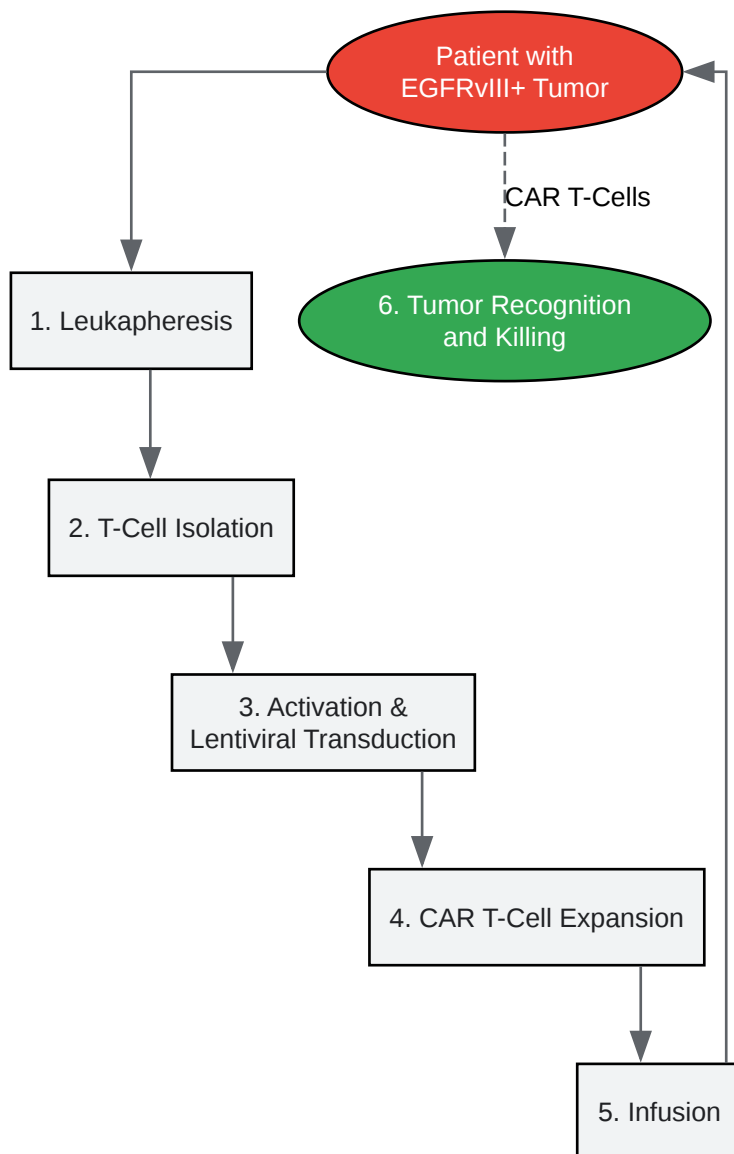 Patient with
EGFRvIII+ Tumor
CAR T-Cells
1. Leukapheresis
6. Tumor Recognition
and Killing
2. T-Cell Isolation
3. Activation &
Lentiviral Transduction
4. CAR T-Cell Expansion
5. Infusion